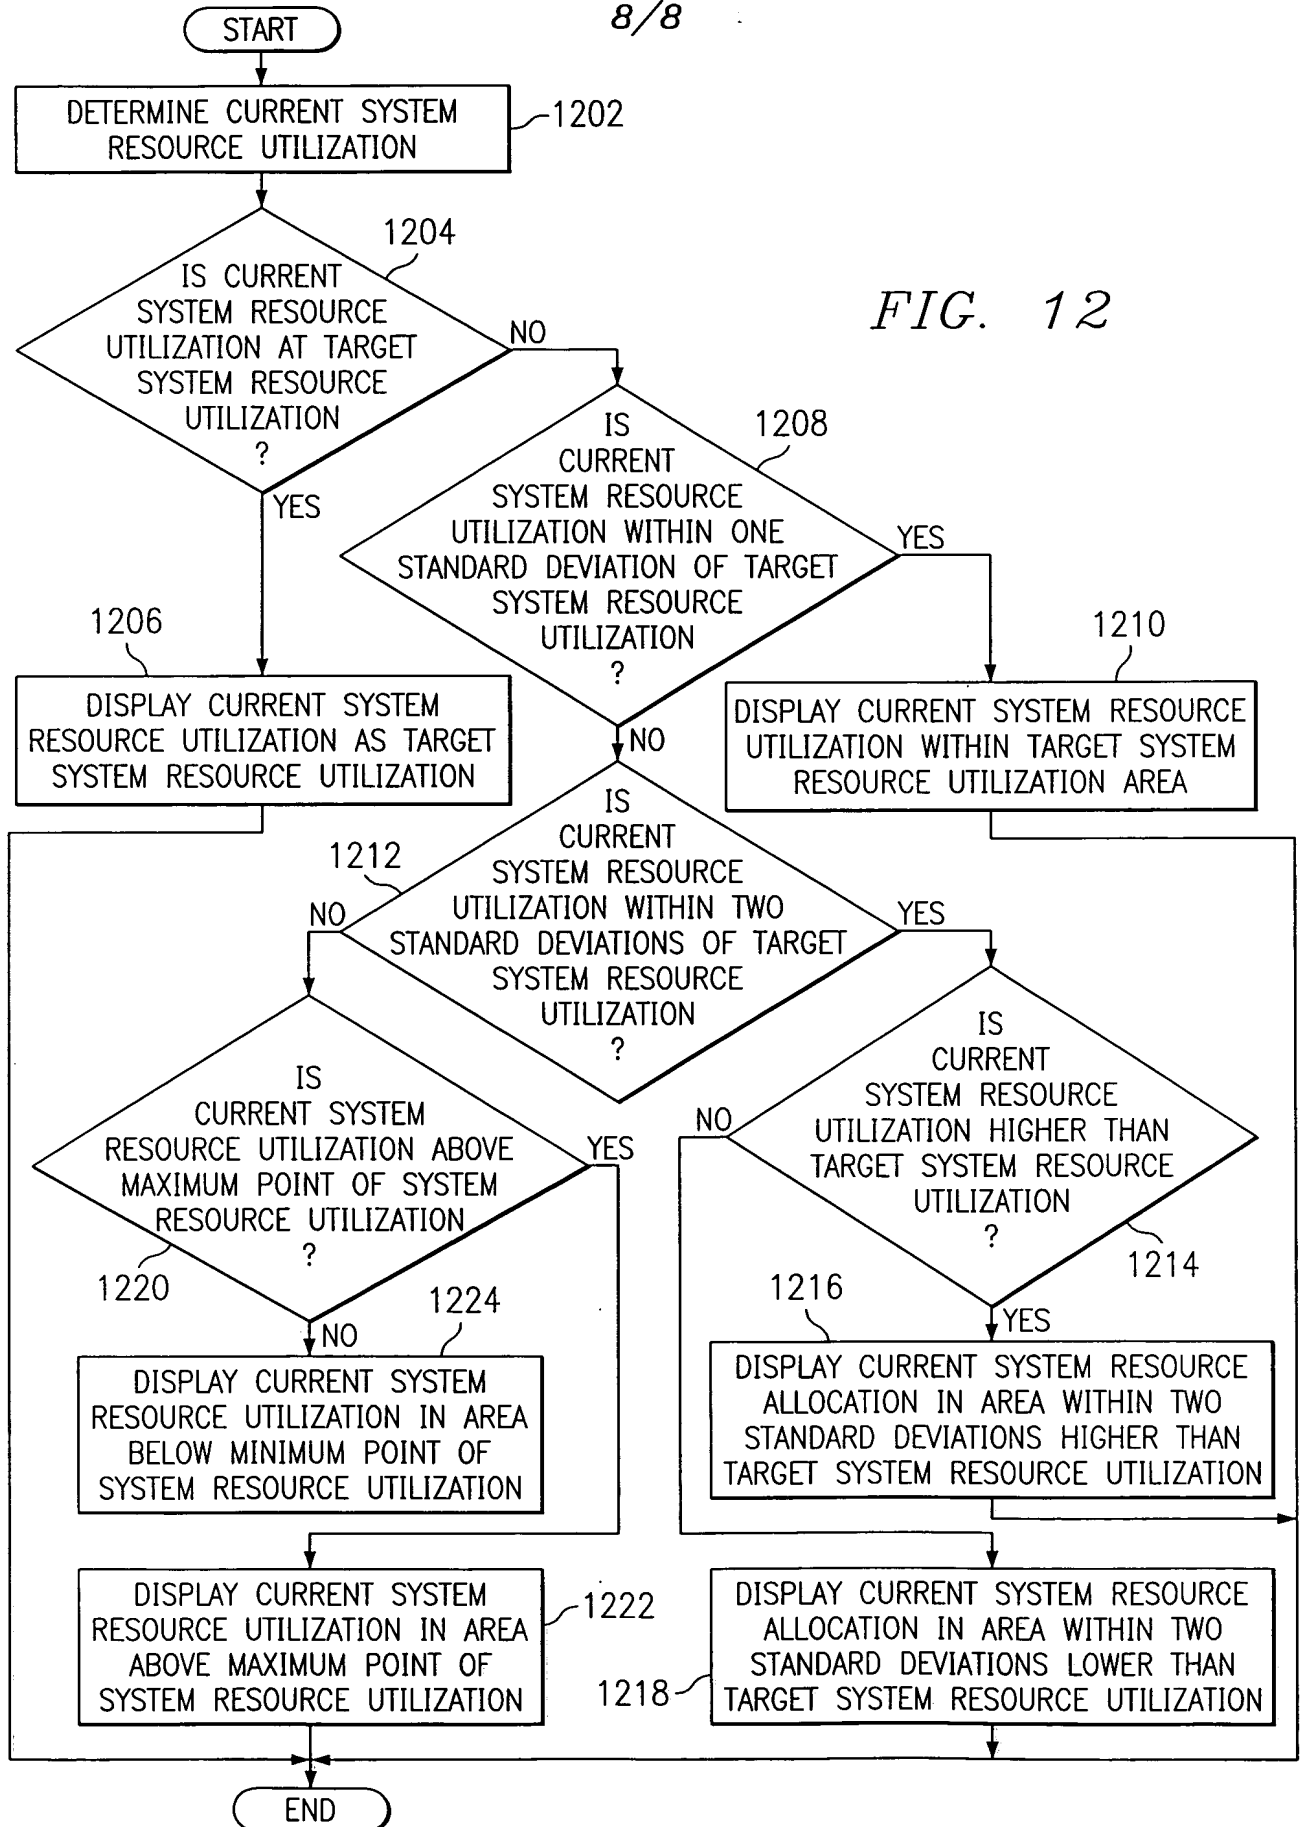 8/8
START
DETERMINE CURRENT SYSTEM
RESOURCE UTILIZATION
1202
1204
IS CURRENT
SYSTEM RESOURCE
UTILIZATION AT TARGET
SYSTEM RESOURCE
UTILIZATION
?
NO
YES
FIG. 12
1208
IS
CURRENT
SYSTEM RESOURCE
UTILIZATION WITHIN ONE
STANDARD DEVIATION OF TARGET
SYSTEM RESOURCE
UTILIZATION
?
YES
NO
1206
DISPLAY CURRENT SYSTEM
RESOURCE UTILIZATION AS TARGET
SYSTEM RESOURCE UTILIZATION
1210
DISPLAY CURRENT SYSTEM RESOURCE
UTILIZATION WITHIN TARGET SYSTEM
RESOURCE UTILIZATION AREA
1212
IS
CURRENT
SYSTEM RESOURCE
UTILIZATION WITHIN TWO
STANDARD DEVIATIONS OF TARGET
SYSTEM RESOURCE
UTILIZATION
?
NO
YES
IS
CURRENT SYSTEM
RESOURCE UTILIZATION ABOVE
MAXIMUM POINT OF SYSTEM
RESOURCE UTILIZATION
?
YES
1220
NO
IS
CURRENT
SYSTEM RESOURCE
UTILIZATION HIGHER THAN
TARGET SYSTEM RESOURCE
UTILIZATION
?
NO
1214
YES
1224
DISPLAY CURRENT SYSTEM
RESOURCE UTILIZATION IN AREA
BELOW MINIMUM POINT OF
SYSTEM RESOURCE UTILIZATION
1216
DISPLAY CURRENT SYSTEM RESOURCE
ALLOCATION IN AREA WITHIN TWO
STANDARD DEVIATIONS HIGHER THAN
TARGET SYSTEM RESOURCE UTILIZATION
DISPLAY CURRENT SYSTEM
RESOURCE UTILIZATION IN AREA
ABOVE MAXIMUM POINT OF
SYSTEM RESOURCE UTILIZATION
1222
1218
DISPLAY CURRENT SYSTEM RESOURCE
ALLOCATION IN AREA WITHIN TWO
STANDARD DEVIATIONS LOWER THAN
TARGET SYSTEM RESOURCE UTILIZATION
END